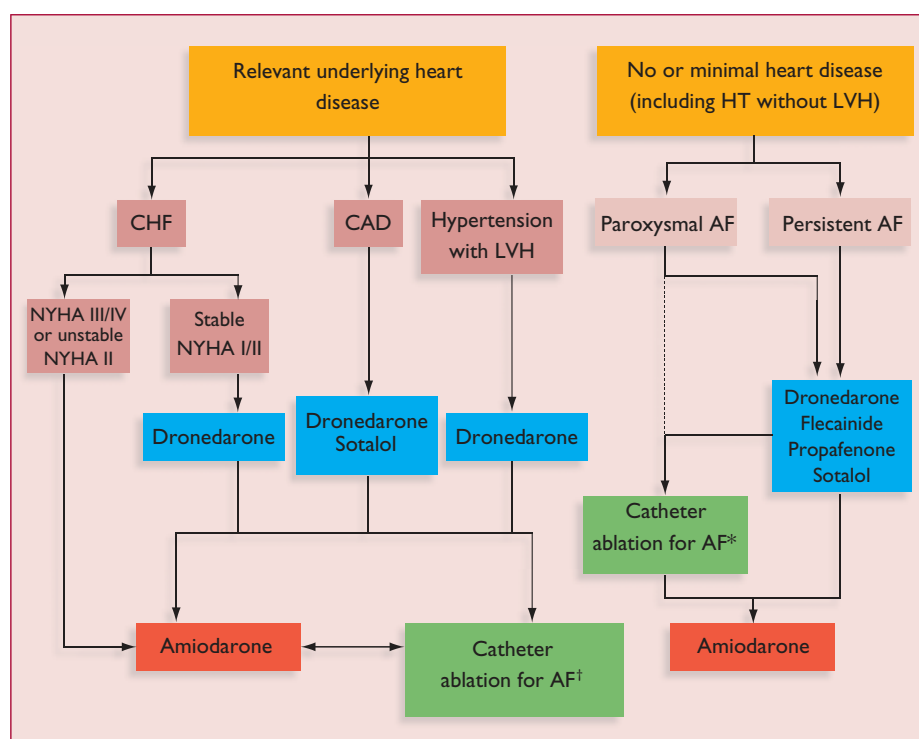 Relevant underlying heart
disease
No or minimal heart disease
(including HT without LVH)
CHF
CAD
Hypertension
with LVH
Paroxysmal AF
Persistent AF
NYHA III/IV
or unstable
NYHA II
Stable
NYHA I/II
Dronedarone
Dronedarone
Sotalol
Dronedarone
Dronedarone
Flecainide
Propafenone
Sotalol
Catheter
ablation for AF*
Amiodarone
Catheter
ablation for AF†
Amiodarone